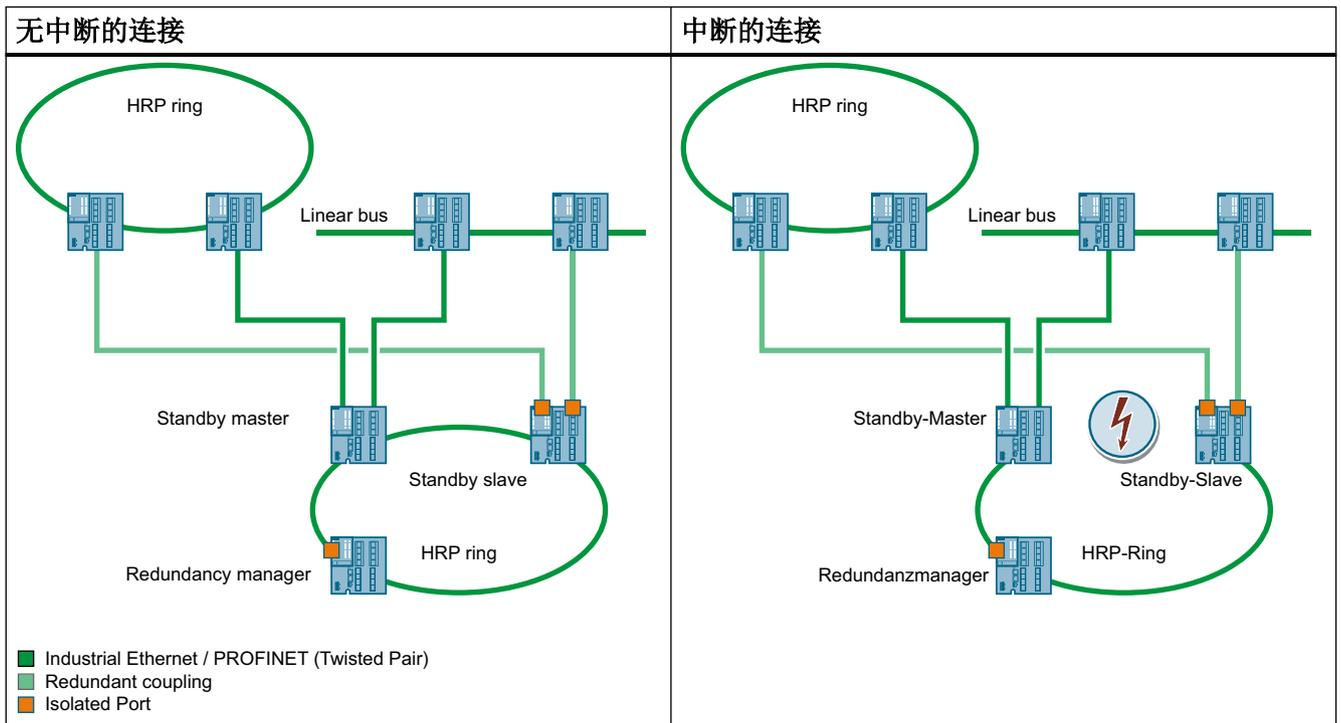 无中断的连接
中断的连接
HRP ring
Linear bus
Standby master
Standby slave
HRP ring
Redundancy manager
Industrial Ethernet / PROFINET (Twisted Pair)
Redundant coupling
Isolated Port
HRP ring
Linear bus
Standby-Master
Standby-Slave
HRP-Ring
Redundanzmanager